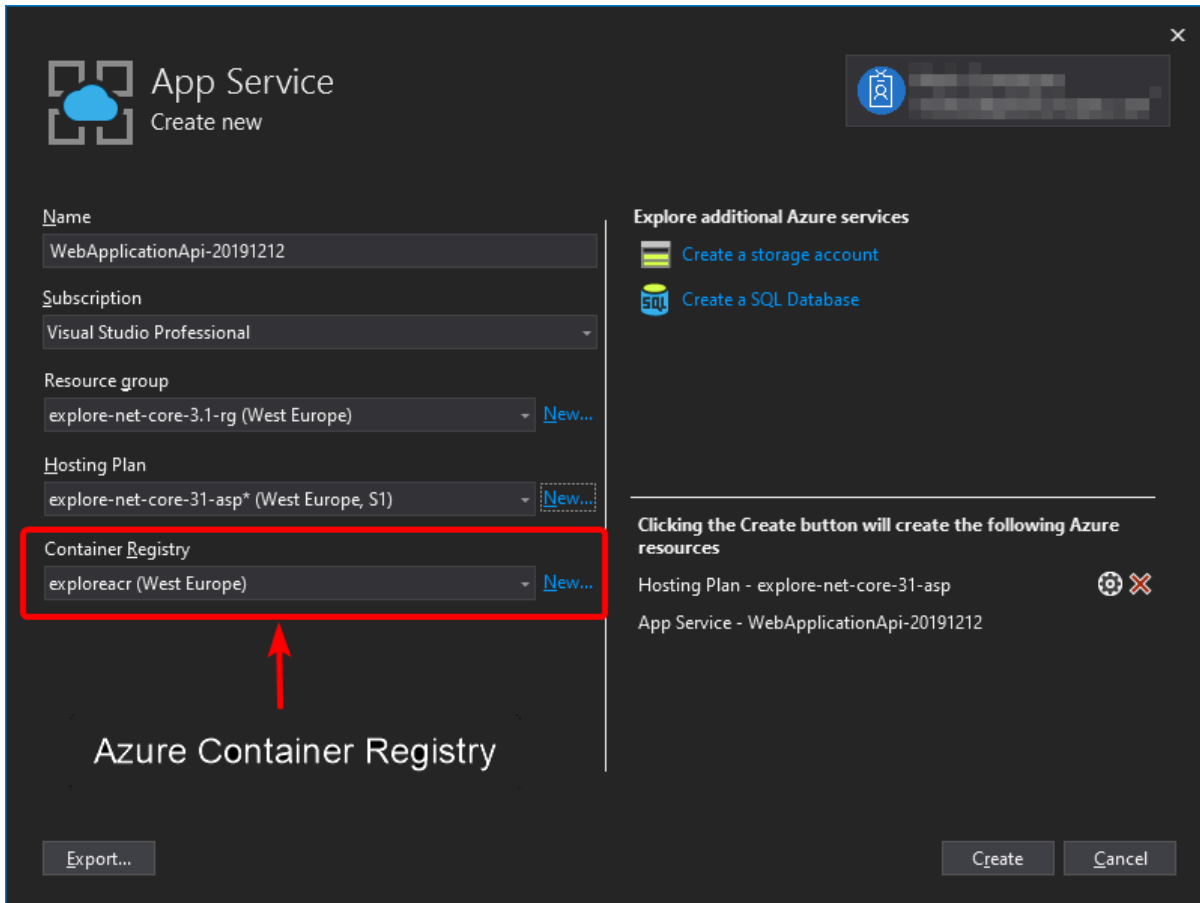 App Service
Create new
Name
WebApplicationApi-20191212
Subscription
Visual Studio Professional
Resource group
explore-net-core-3.1-rg (West Europe)
New...
Hosting Plan
explore-net-core-31-asp* (West Europe, S1)
New...
Container Registry
exploreacr (West Europe)
New...
Azure Container Registry
Explore additional Azure services
Create a storage account
SQL
Create a SQL Database
Clicking the Create button will create the following Azure
resources
Hosting Plan - explore-net-core-31-asp
App Service - WebApplicationApi-20191212
Export...
Create
Cancel